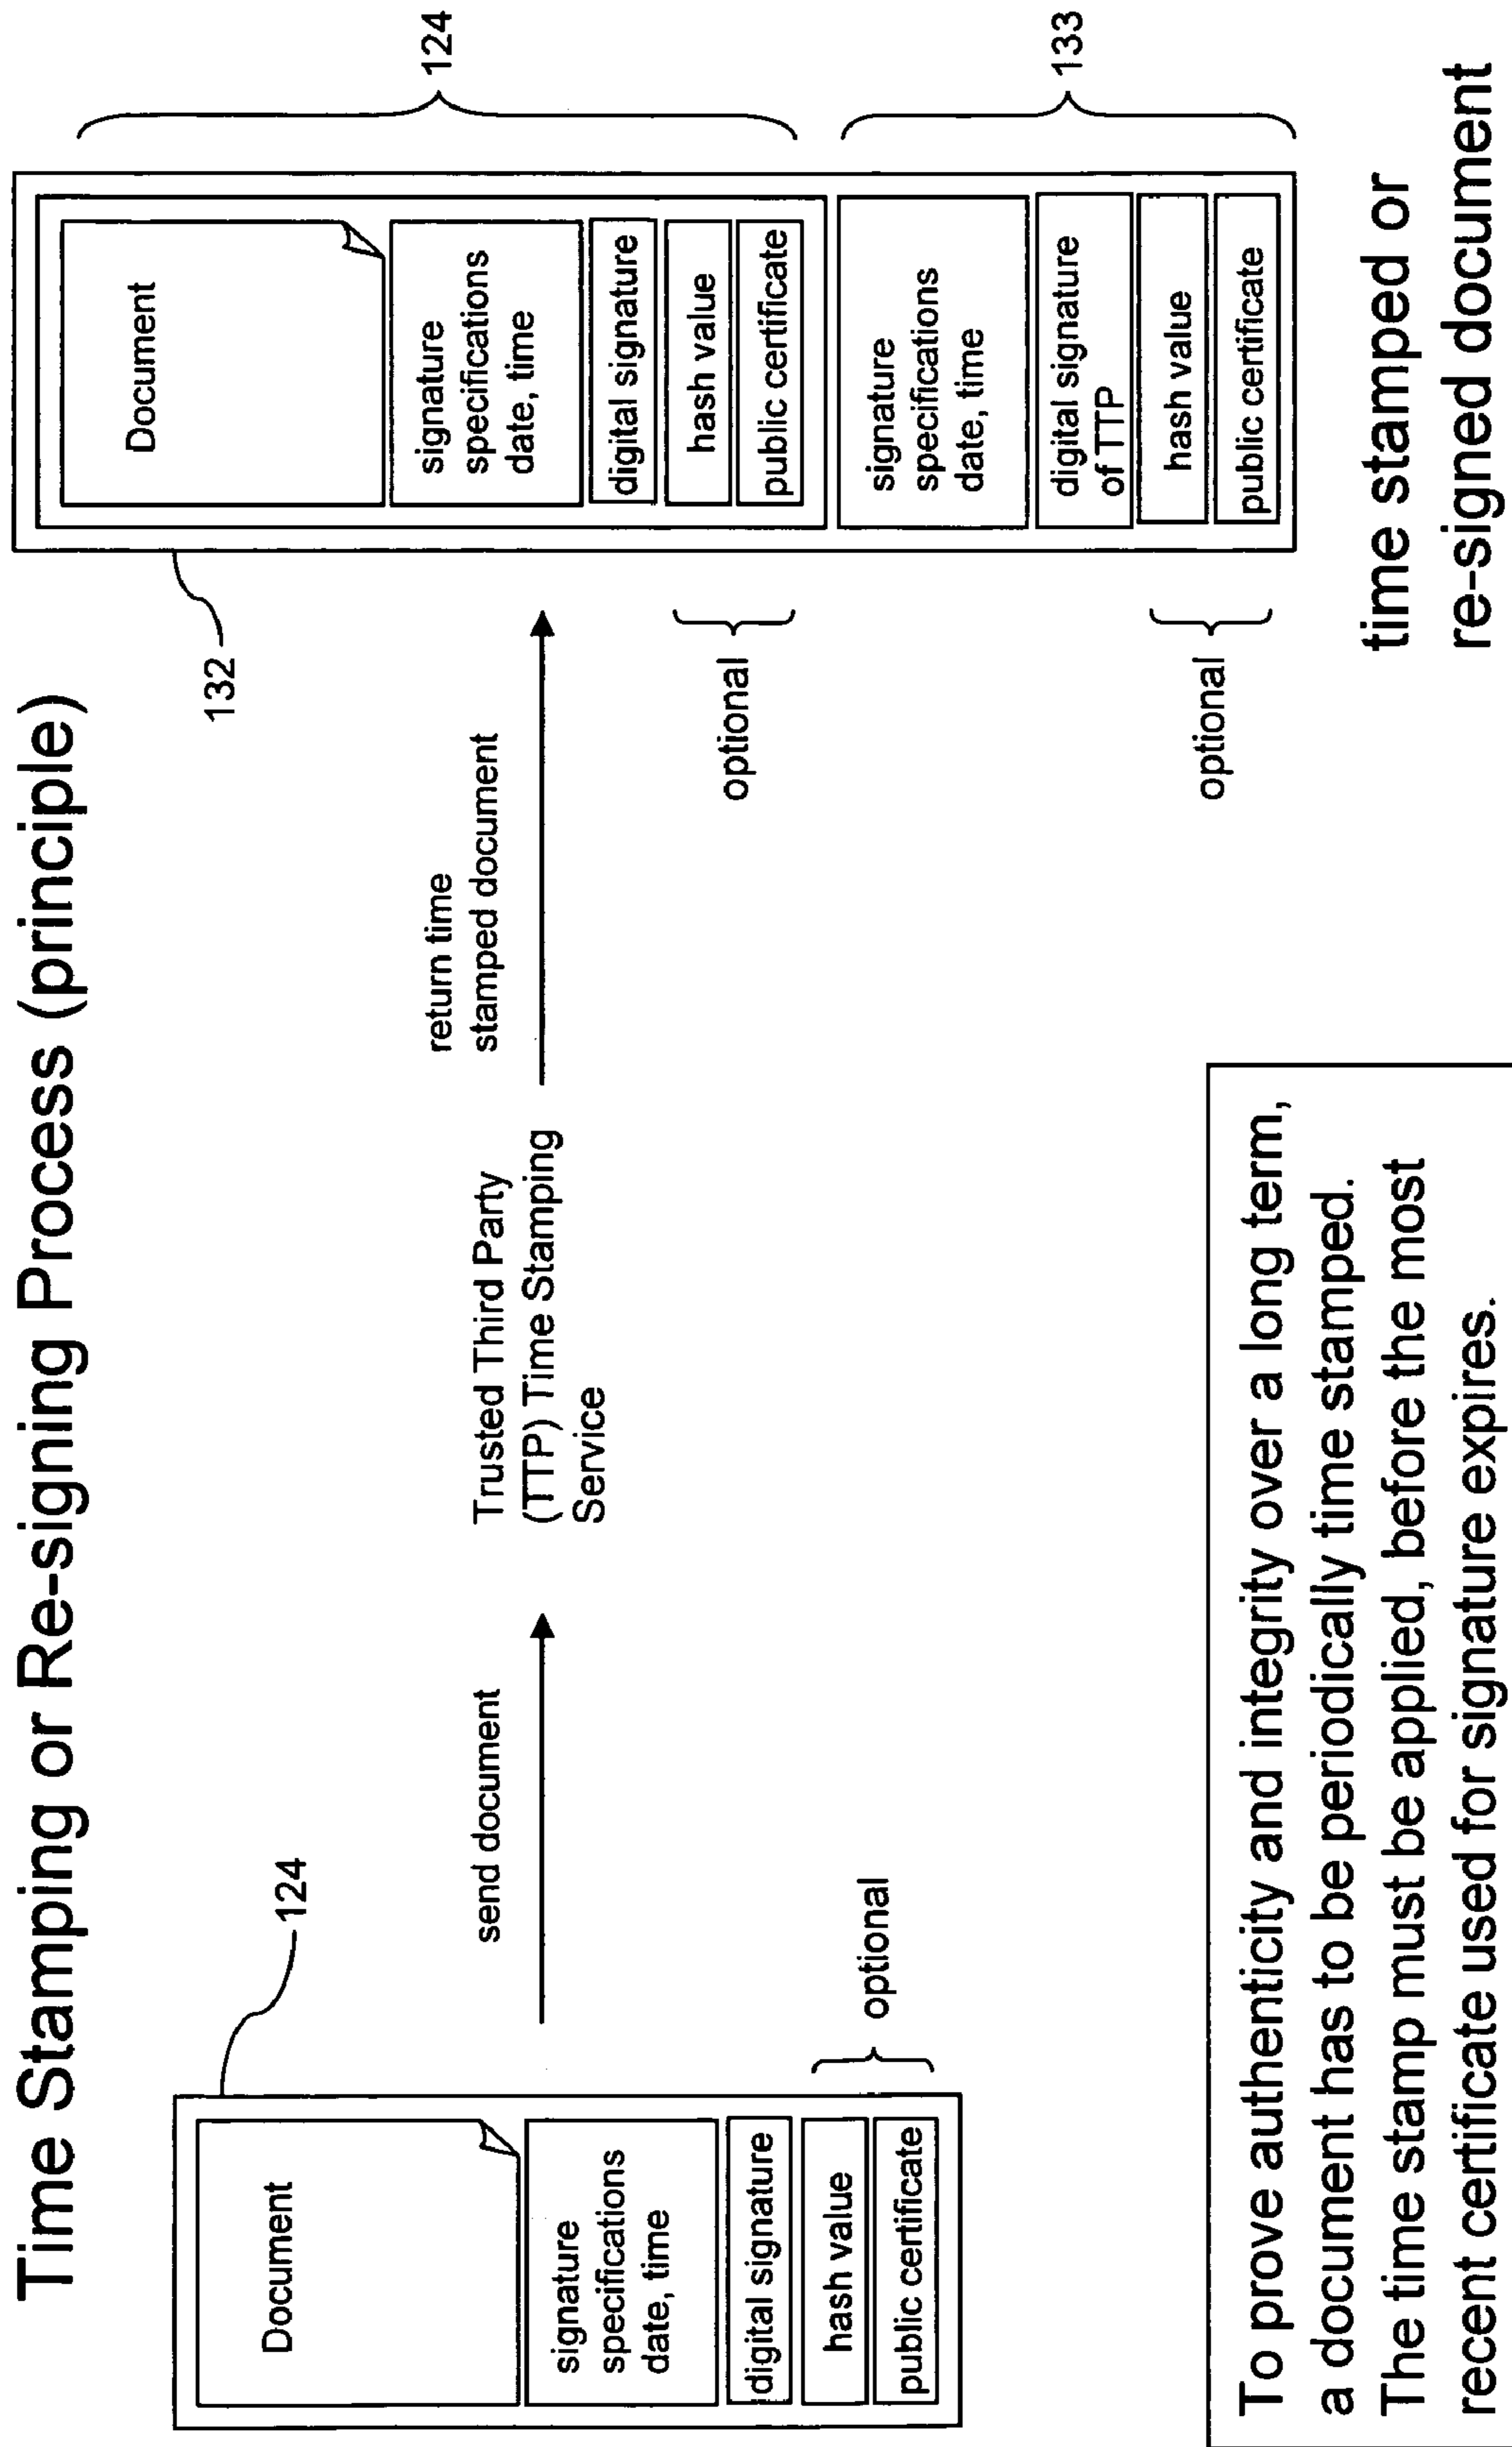 Time Stamping or Re-signing Process (principle)
124
Document
signature
specifications
date, time
digital signature
hash value
public certificate
optional
send document
Trusted Third Party
(TTP) Time Stamping
Service
return time
stamped document
132
Document
signature
specifications
date, time
digital signature
hash value
public certificate
optional
124
signature
specifications
date, time
digital signature
of TTP
hash value
public certificate
optional
133
time stamped or
re-signed document
To prove authenticity and integrity over a long term,
a document has to be periodically time stamped.
The time stamp must be applied, before the most
recent certificate used for signature expires.